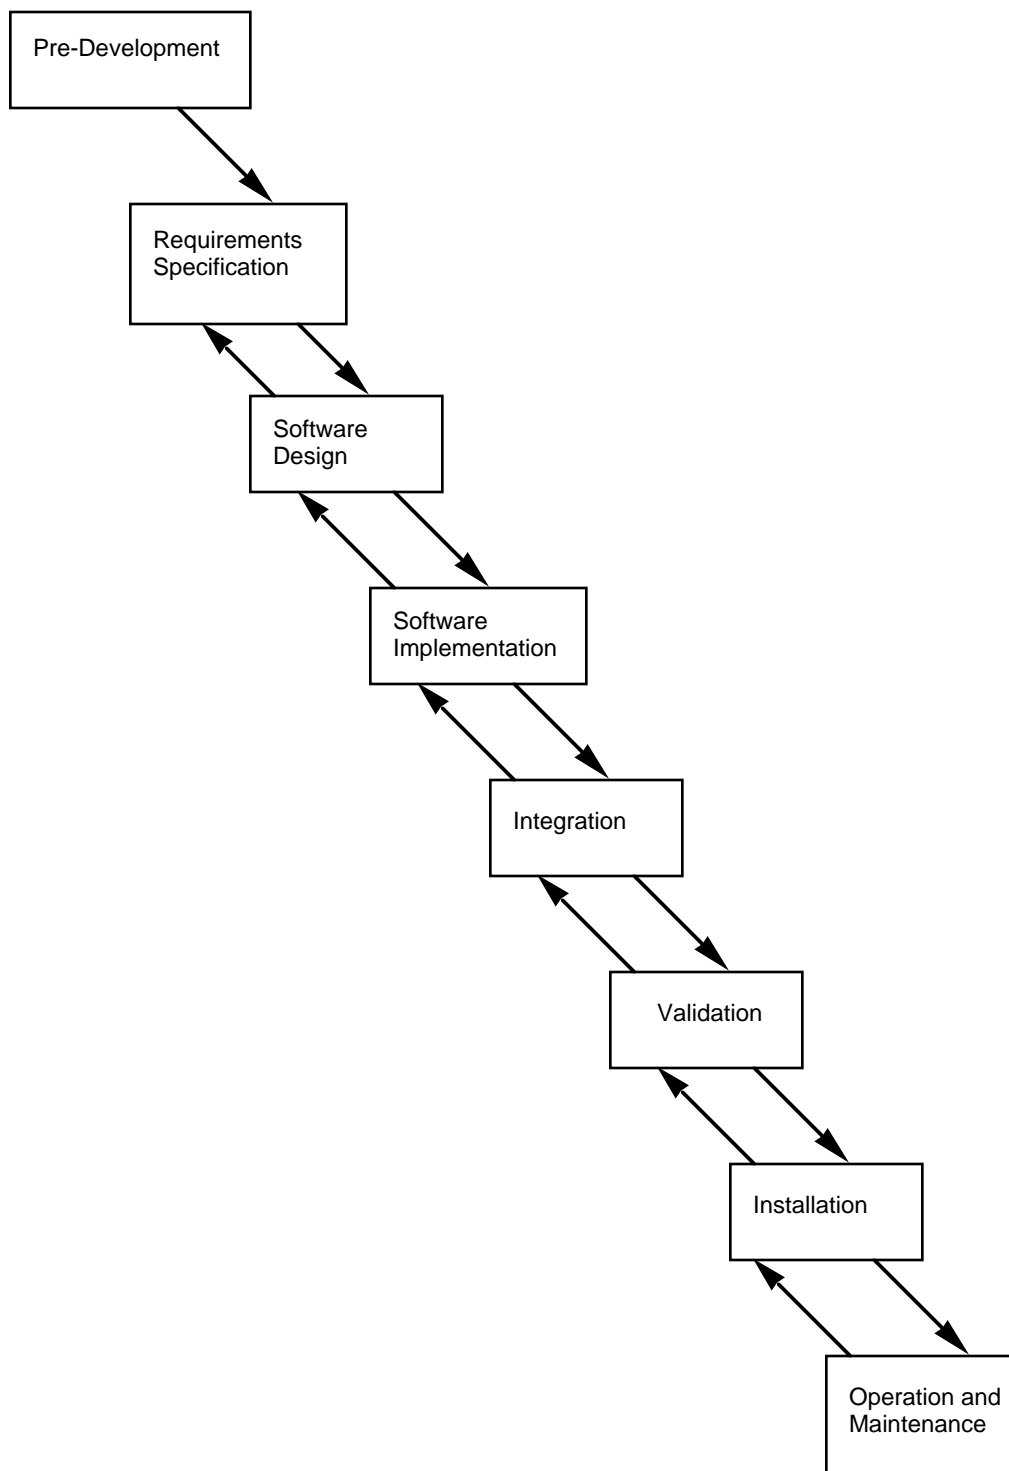 Pre-Development
Requirements
Specification
Software
Design
Software
Implementation
Integration
Validation
Installation
Operation and
Maintenance